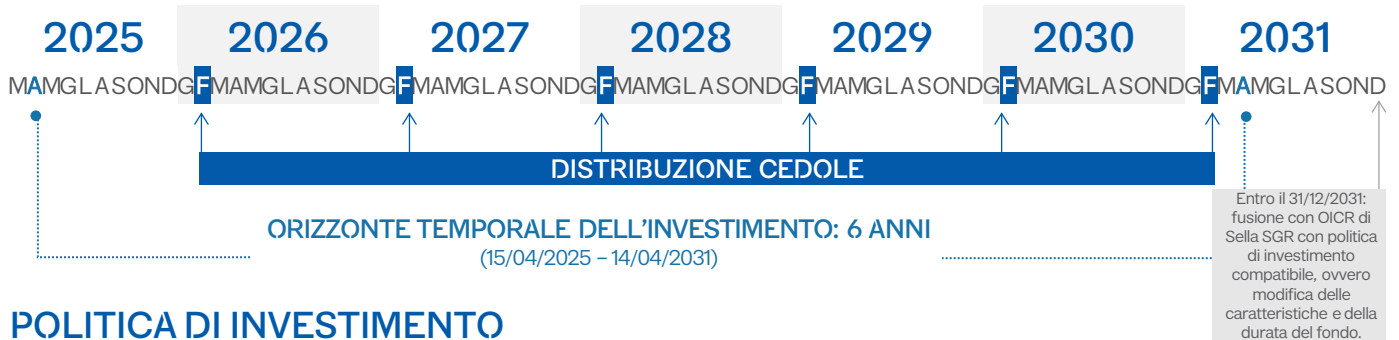 2025 2026 2027 2028 2029 2030 2031
MAMGLASONDGFMAMGLASONDGFMAMGLASONDGFMAMGLASONDGFMAMGLASONDGFMAMGLASONDGFMAMGLASOND
DISTRIBUZIONE CEDOLE
ORIZZONTE TEMPORALE DELL'INVESTIMENTO: 6 ANNI
(15/04/2025 – 14/04/2031)
Entro il 31/12/2031:
fusione con OICR di
Sella SGR con politica
di investimento
compatibile, ovvero
modifica delle
caratteristiche e della
durata del fondo.
POLITICA DI INVESTIMENTO